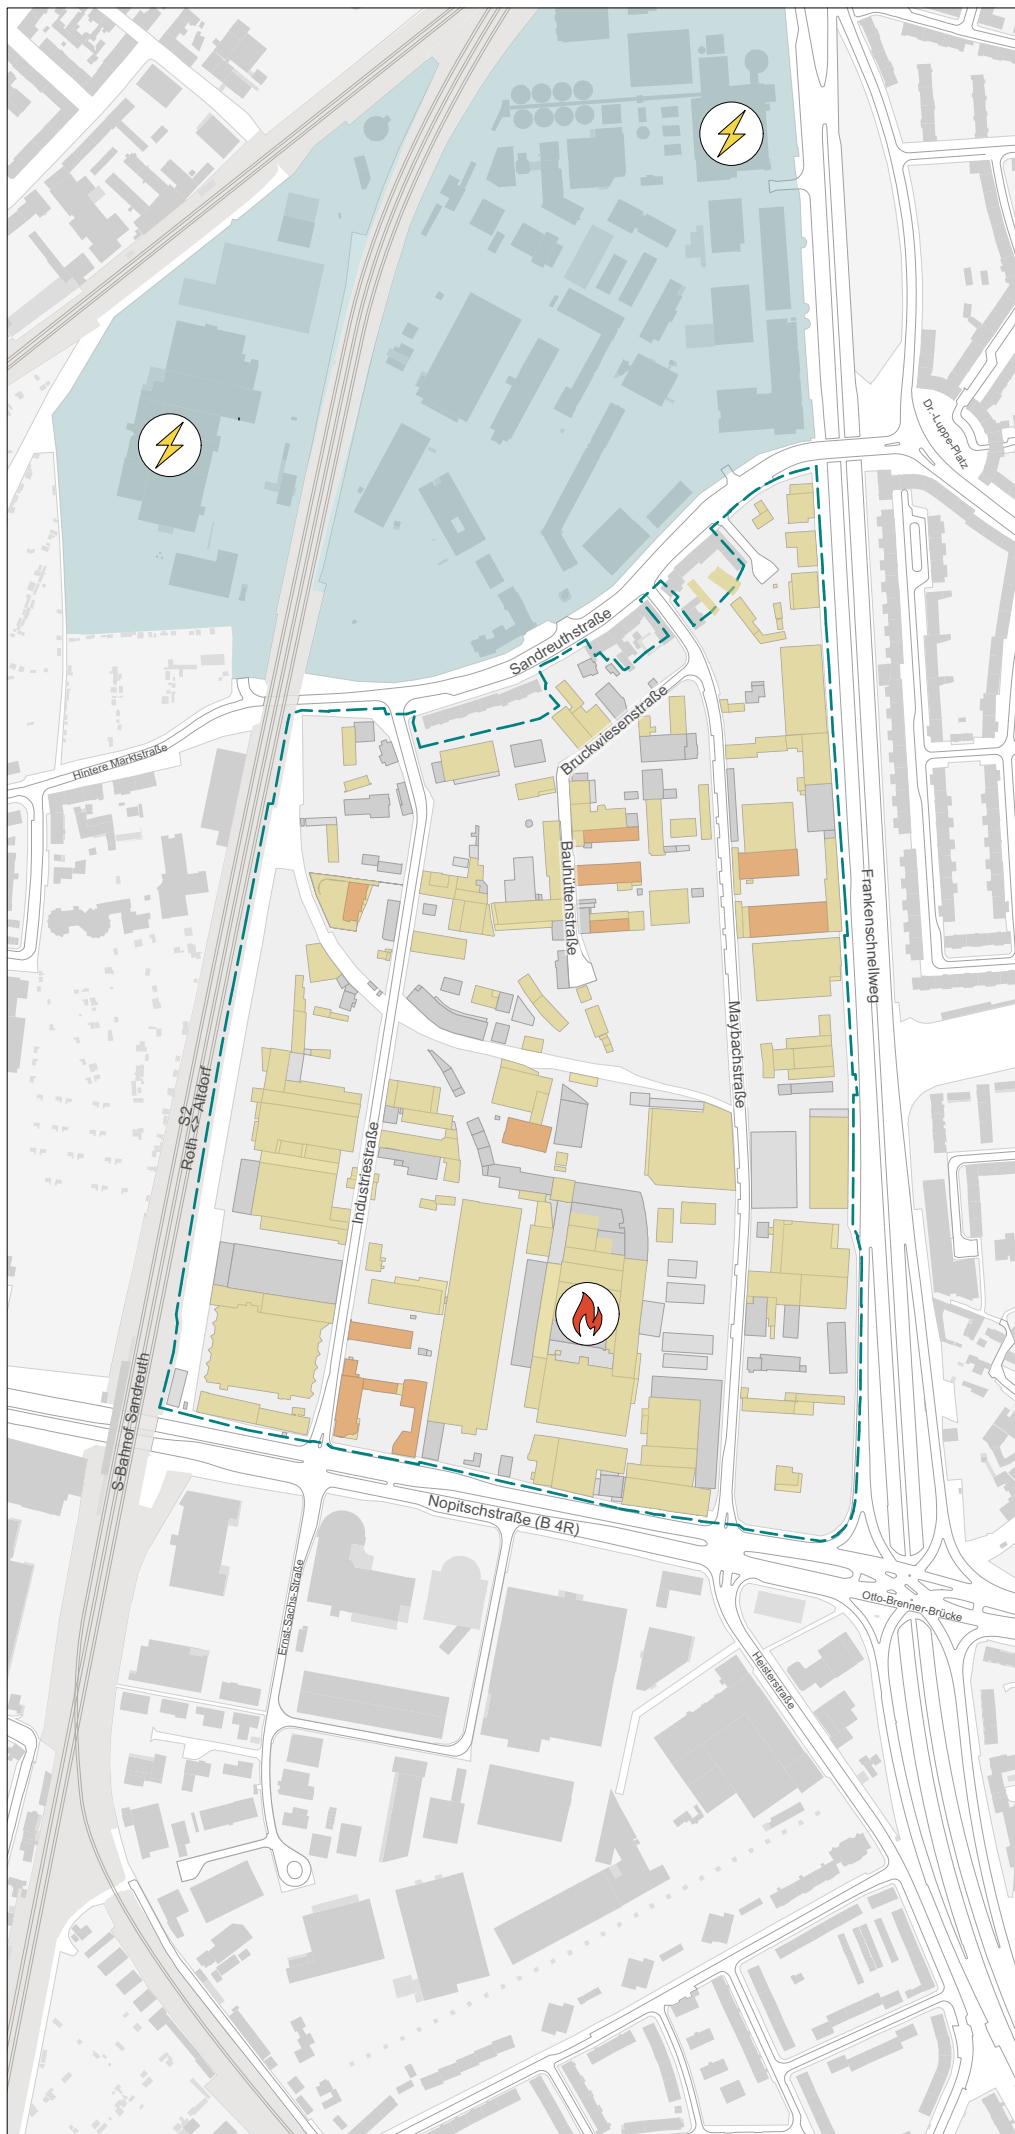 Dr.-Luppe-Platz
Sandreuthstraße
Hintere Marktstraße
Bruckwiesenstraße
Bauhüttenstraße
Frankenschnellweg
Maybachstraße
S2
Roth <> Altdorf
Industriestraße
S-Bahnhof Sandreuth
Nopitschstraße (B 4R)
Ernst-Sachs-Straße
Otto-Brenner-Brücke
Heisterstraße